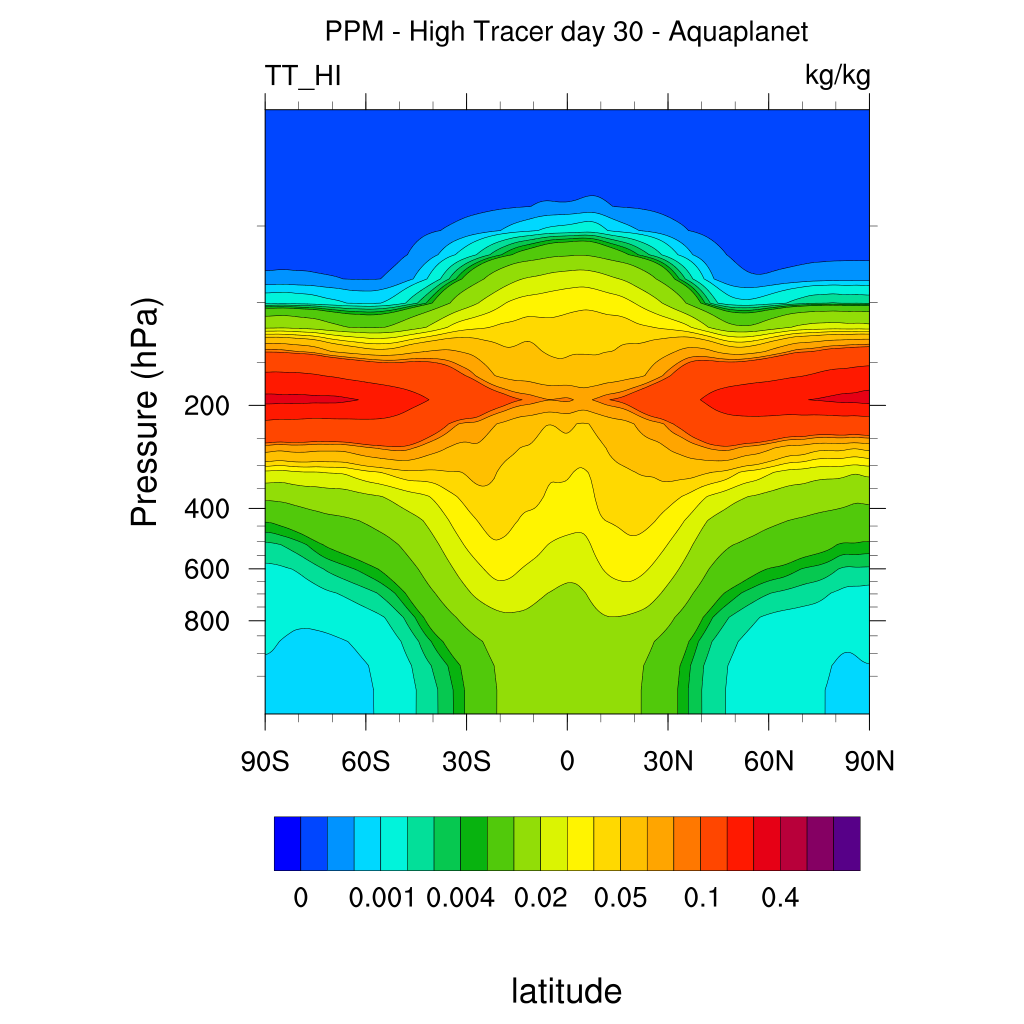 PPM - High Tracer day 30 - Aquaplanet
TT_HI kg/kg
Pressure (hPa)
200
400
600
800
90S 60S 30S 0 30N 60N 90N
0 0.001 0.004 0.02 0.05 0.1 0.4
latitude